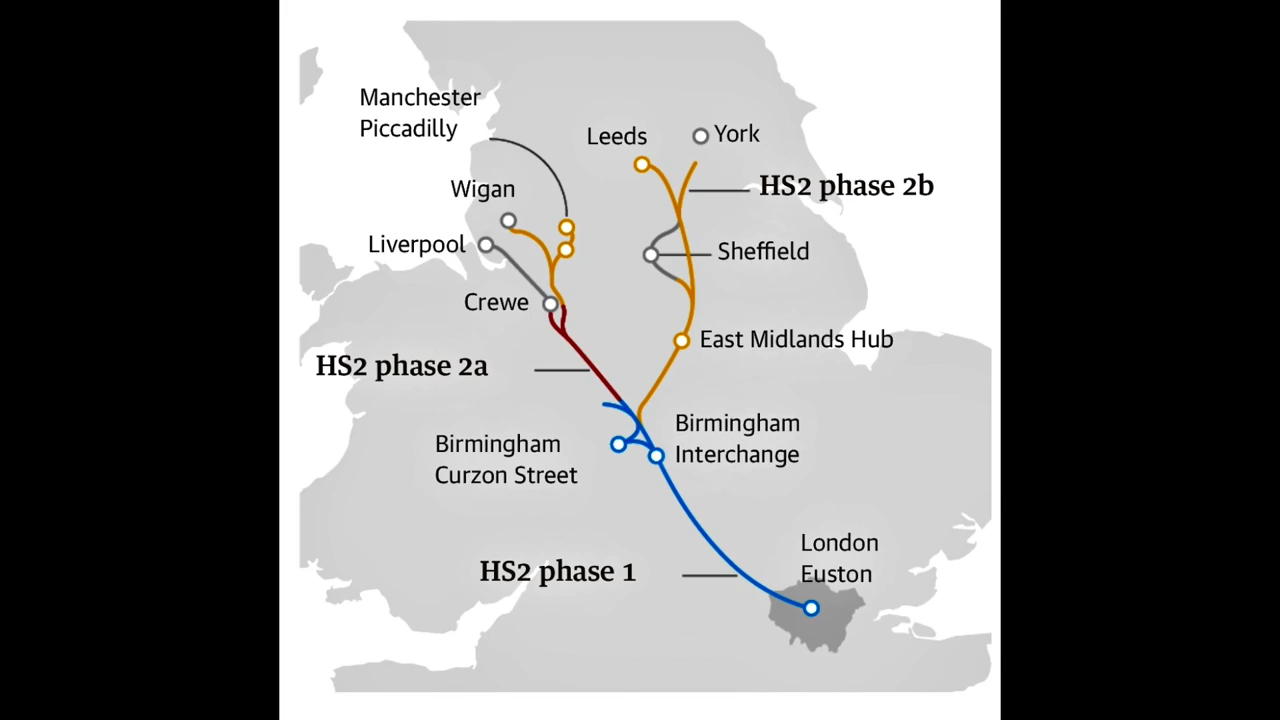 Manchester
Piccadilly
Leeds
York
HS2 phase 2b
Wigan
Liverpool
Sheffield
Crewe
East Midlands Hub
HS2 phase 2a
Birmingham
Interchange
Birmingham
Curzon Street
London
Euston
HS2 phase 1